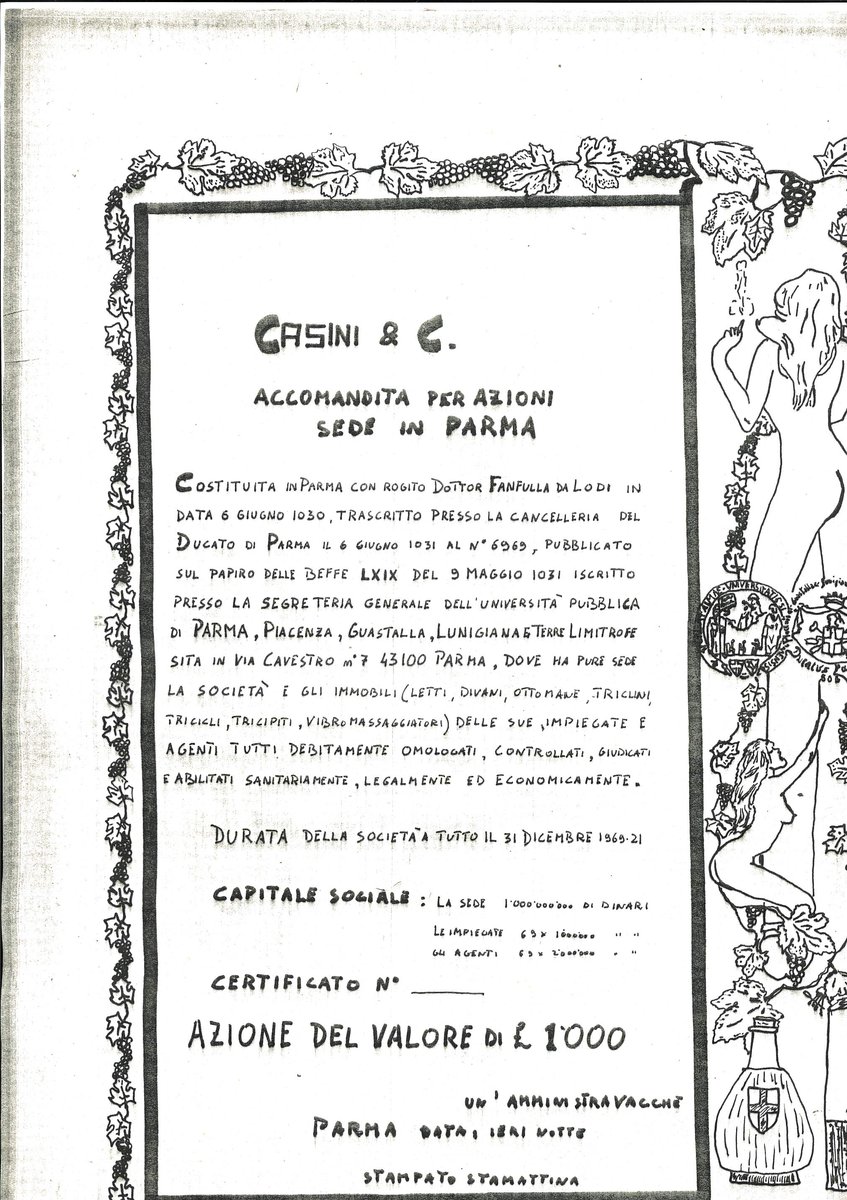 CASINI & C.
ACCOMANDITA PER AZIONI
SEDE IN PARMA
COSTITUITA IN PARMA CON ROGITO DOTTOR FANFULLA DA LODI IN
DATA 6 GIUGNO 1030, TRASCRITTO PRESSO LA CANCELLERIA DEL
DUCATO DI PARMA IL 6 GIUGNO 1031 AL N° 6969, PUBBLICATO
SUL PAPIRO DELLE BEFFE LXIX DEL 9 MAGGIO 1031 ISCRITTO
PRESSO LA SEGRETERIA GENERALE DELL'UNIVERSITÀ PUBBLICA
DI PARMA, PIACENZA, GUASTALLA, LUNIGIANA E TERRE LIMITROFE
SITA IN VIA CAVESTRO n°7 43100 PARMA, DOVE HA PURE SEDE
LA SOCIETÀ E GLI IMMOBILI (LETTI, DIVANI, OTTOMANE, TRICLINI,
TRICICLI, TRICIPITI, VIBROMASSAGGIATORI) DELLE SUE IMPIEGATE E
AGENTI TUTTI DEBITAMENTE OMOLOGATI, CONTROLLATI, GIUDICATI
E ABILITATI SANITARIAMENTE, LEGALMENTE ED ECONOMICAMENTE.
DURATA DELLA SOCIETÀ A TUTTO IL 31 DICEMBRE 1969-21
CAPITALE SOCIALE: LA SEDE 1'000'000'000 DI DINARI
LE IMPIEGATE 69 x 1'000'000 " "
GLI AGENTI 69 x 2'000'000 " "
CERTIFICATO N° ______
AZIONE DEL VALORE DI £ 1'000
UN'AMMINISTRAVACCHE
PARMA DATA: IERI NOTTE
STAMPATO STAMATTINA